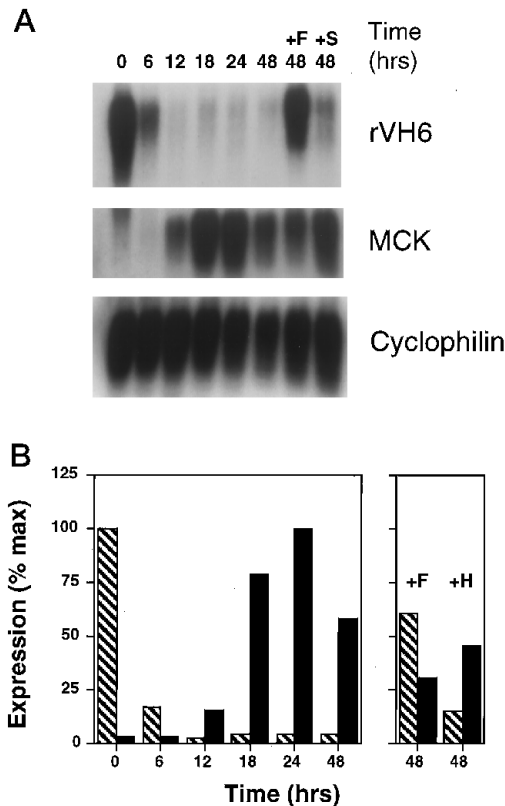 A
+F +S Time
0 6 12 18 24 48 48 48 (hrs)
rVH6
MCK
Cyclophilin
B
Expression (% max)
125
100
75
50
25
0
+F +H
0 6 12 18 24 48 48 48
Time (hrs)